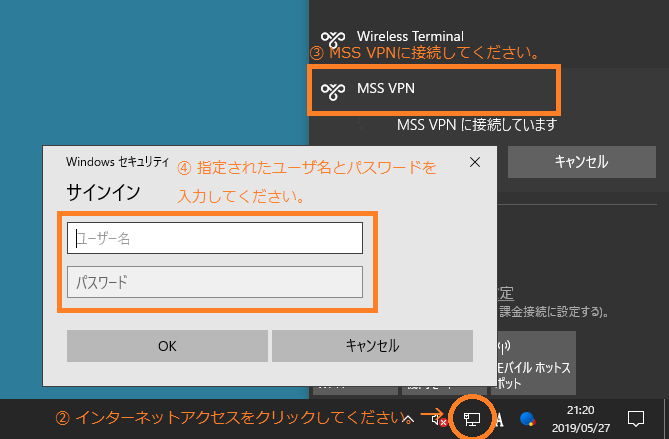 Wireless Terminal
③ MSS VPNに接続してください。
MSS VPN
MSS VPN に接続しています
キャンセル
Windows セキュリティ
④ 指定されたユーザ名とパスワードを
サインイン
入力してください。
ユーザー名
パスワード
OK
キャンセル
定
課金接続に設定する)。
モバイル ホットス
ポット
② インターネットアクセスをクリックしてください。→
A
21:20
2019/05/27